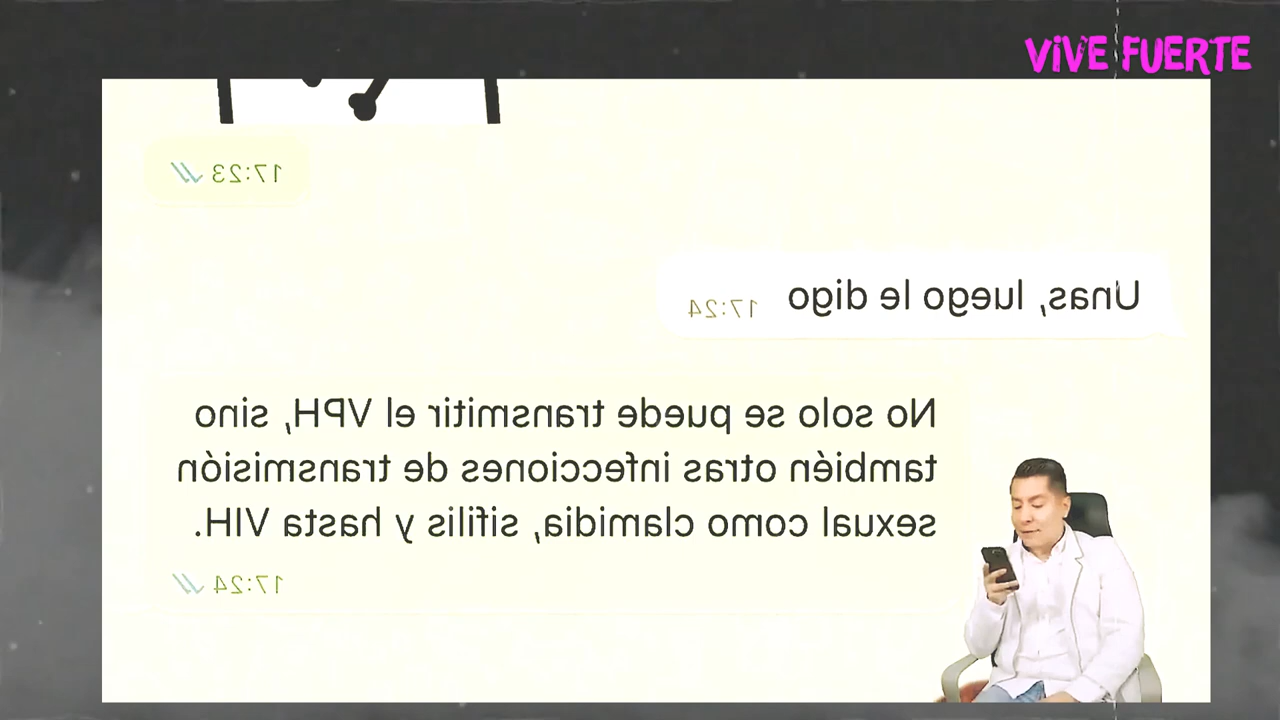 VIVE FUERTE
17:23
Unas, luego le digo
17:24
No solo se puede transmitir el VPH, sino
también otras infecciones de transmisión
sexual como clamidia, sifilis y hasta VIH.
17:24